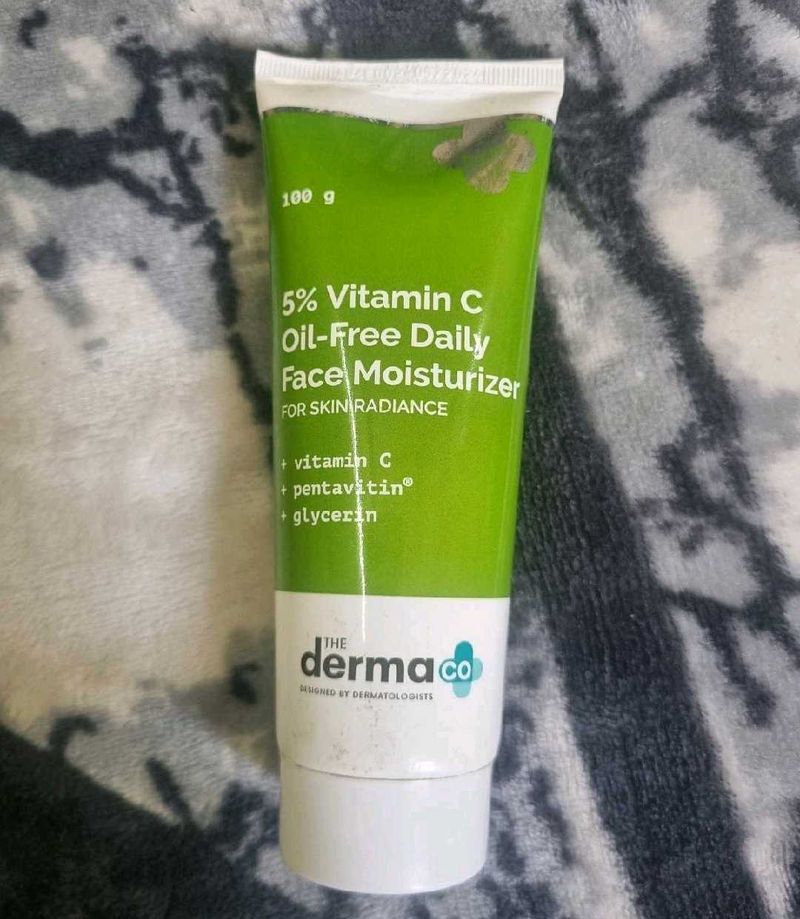 100 g
5% Vitamin C
Oil-Free Daily
Face Moisturizer
FOR SKIN RADIANCE
+ vitamin C
+ pentavitin®
+ glycerin
THE
derma co
DESIGNED BY DERMATOLOGISTS